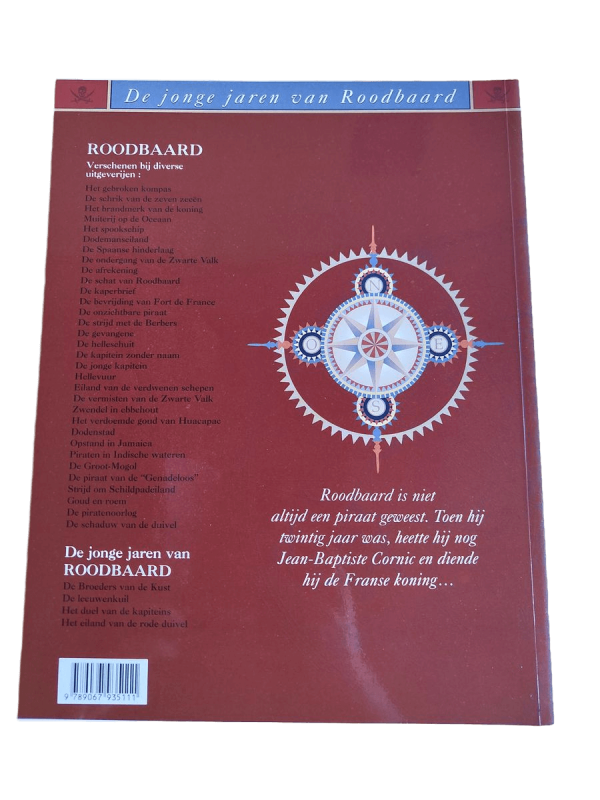 De jonge jaren van Roodbaard
ROODBAARD
Verschenen bij diverse
uitgeverijen :
Het gebroken kompas
De schrik van de zeven zeeën
Het brandmerk van de koning
Muiterij op de Oceaan
Het spookschip
Dodemanseiland
De Spaanse hinderlaag
De ondergang van de Zwarte Valk
De afrekening
De schat van Roodbaard
De kaperbrief
De bevrijding van Fort de France
De onzichtbare piraat
De strijd met de Berbers
De gevangene
De helleschuit
De kapitein zonder naam
De jonge kapitein
Hellevuur
Eiland van de verdwenen schepen
De vermisten van de Zwarte Valk
Zwendel in ebbehout
Het verdoemde goud van Huacapac
Dodenstad
Opstand in Jamaica
Piraten in Indische wateren
De Groot-Mogol
De piraat van de "Genadeloos"
Strijd om Schildpadeiland
Goud en roem
De piratenoorlog
De schaduw van de duivel
De jonge jaren van
ROODBAARD
De Broeders van de Kust
De leeuwenkuil
Het duel van de kapiteins
Het eiland van de rode duivel
N
O
E
S
Roodbaard is niet
altijd een piraat geweest. Toen hij
twintig jaar was, heette hij nog
Jean-Baptiste Cornic en diende
hij de Franse koning...
9 789067 935111